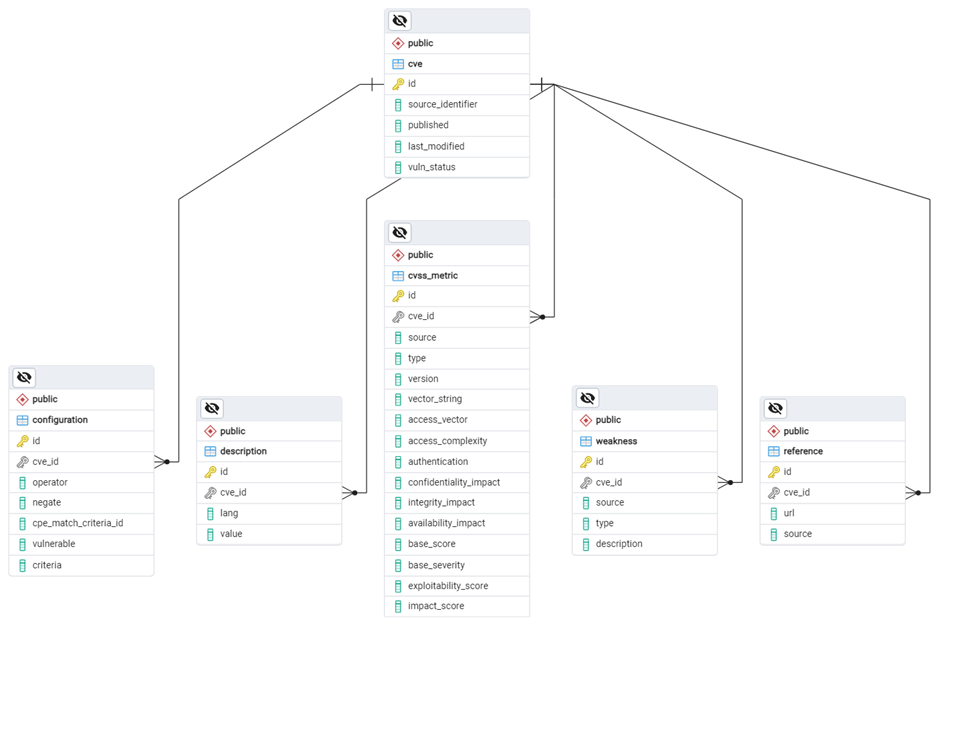 public
cve
id
source_identifier
published
last_modified
vuln_status
public
cvss_metric
id
cve_id
source
type
version
vector_string
access_vector
access_complexity
authentication
confidentiality_impact
integrity_impact
availability_impact
base_score
base_severity
exploitability_score
impact_score
public
configuration
id
cve_id
operator
negate
cpe_match_criteria_id
vulnerable
criteria
public
description
id
cve_id
lang
value
public
weakness
id
cve_id
source
type
description
public
reference
id
cve_id
url
source